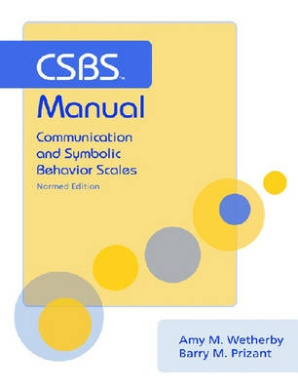 CSBS™
Manual
Communication
and Symbolic
Behavior Scales
Normed Edition
Amy M. Wetherby
Barry M. Prizant